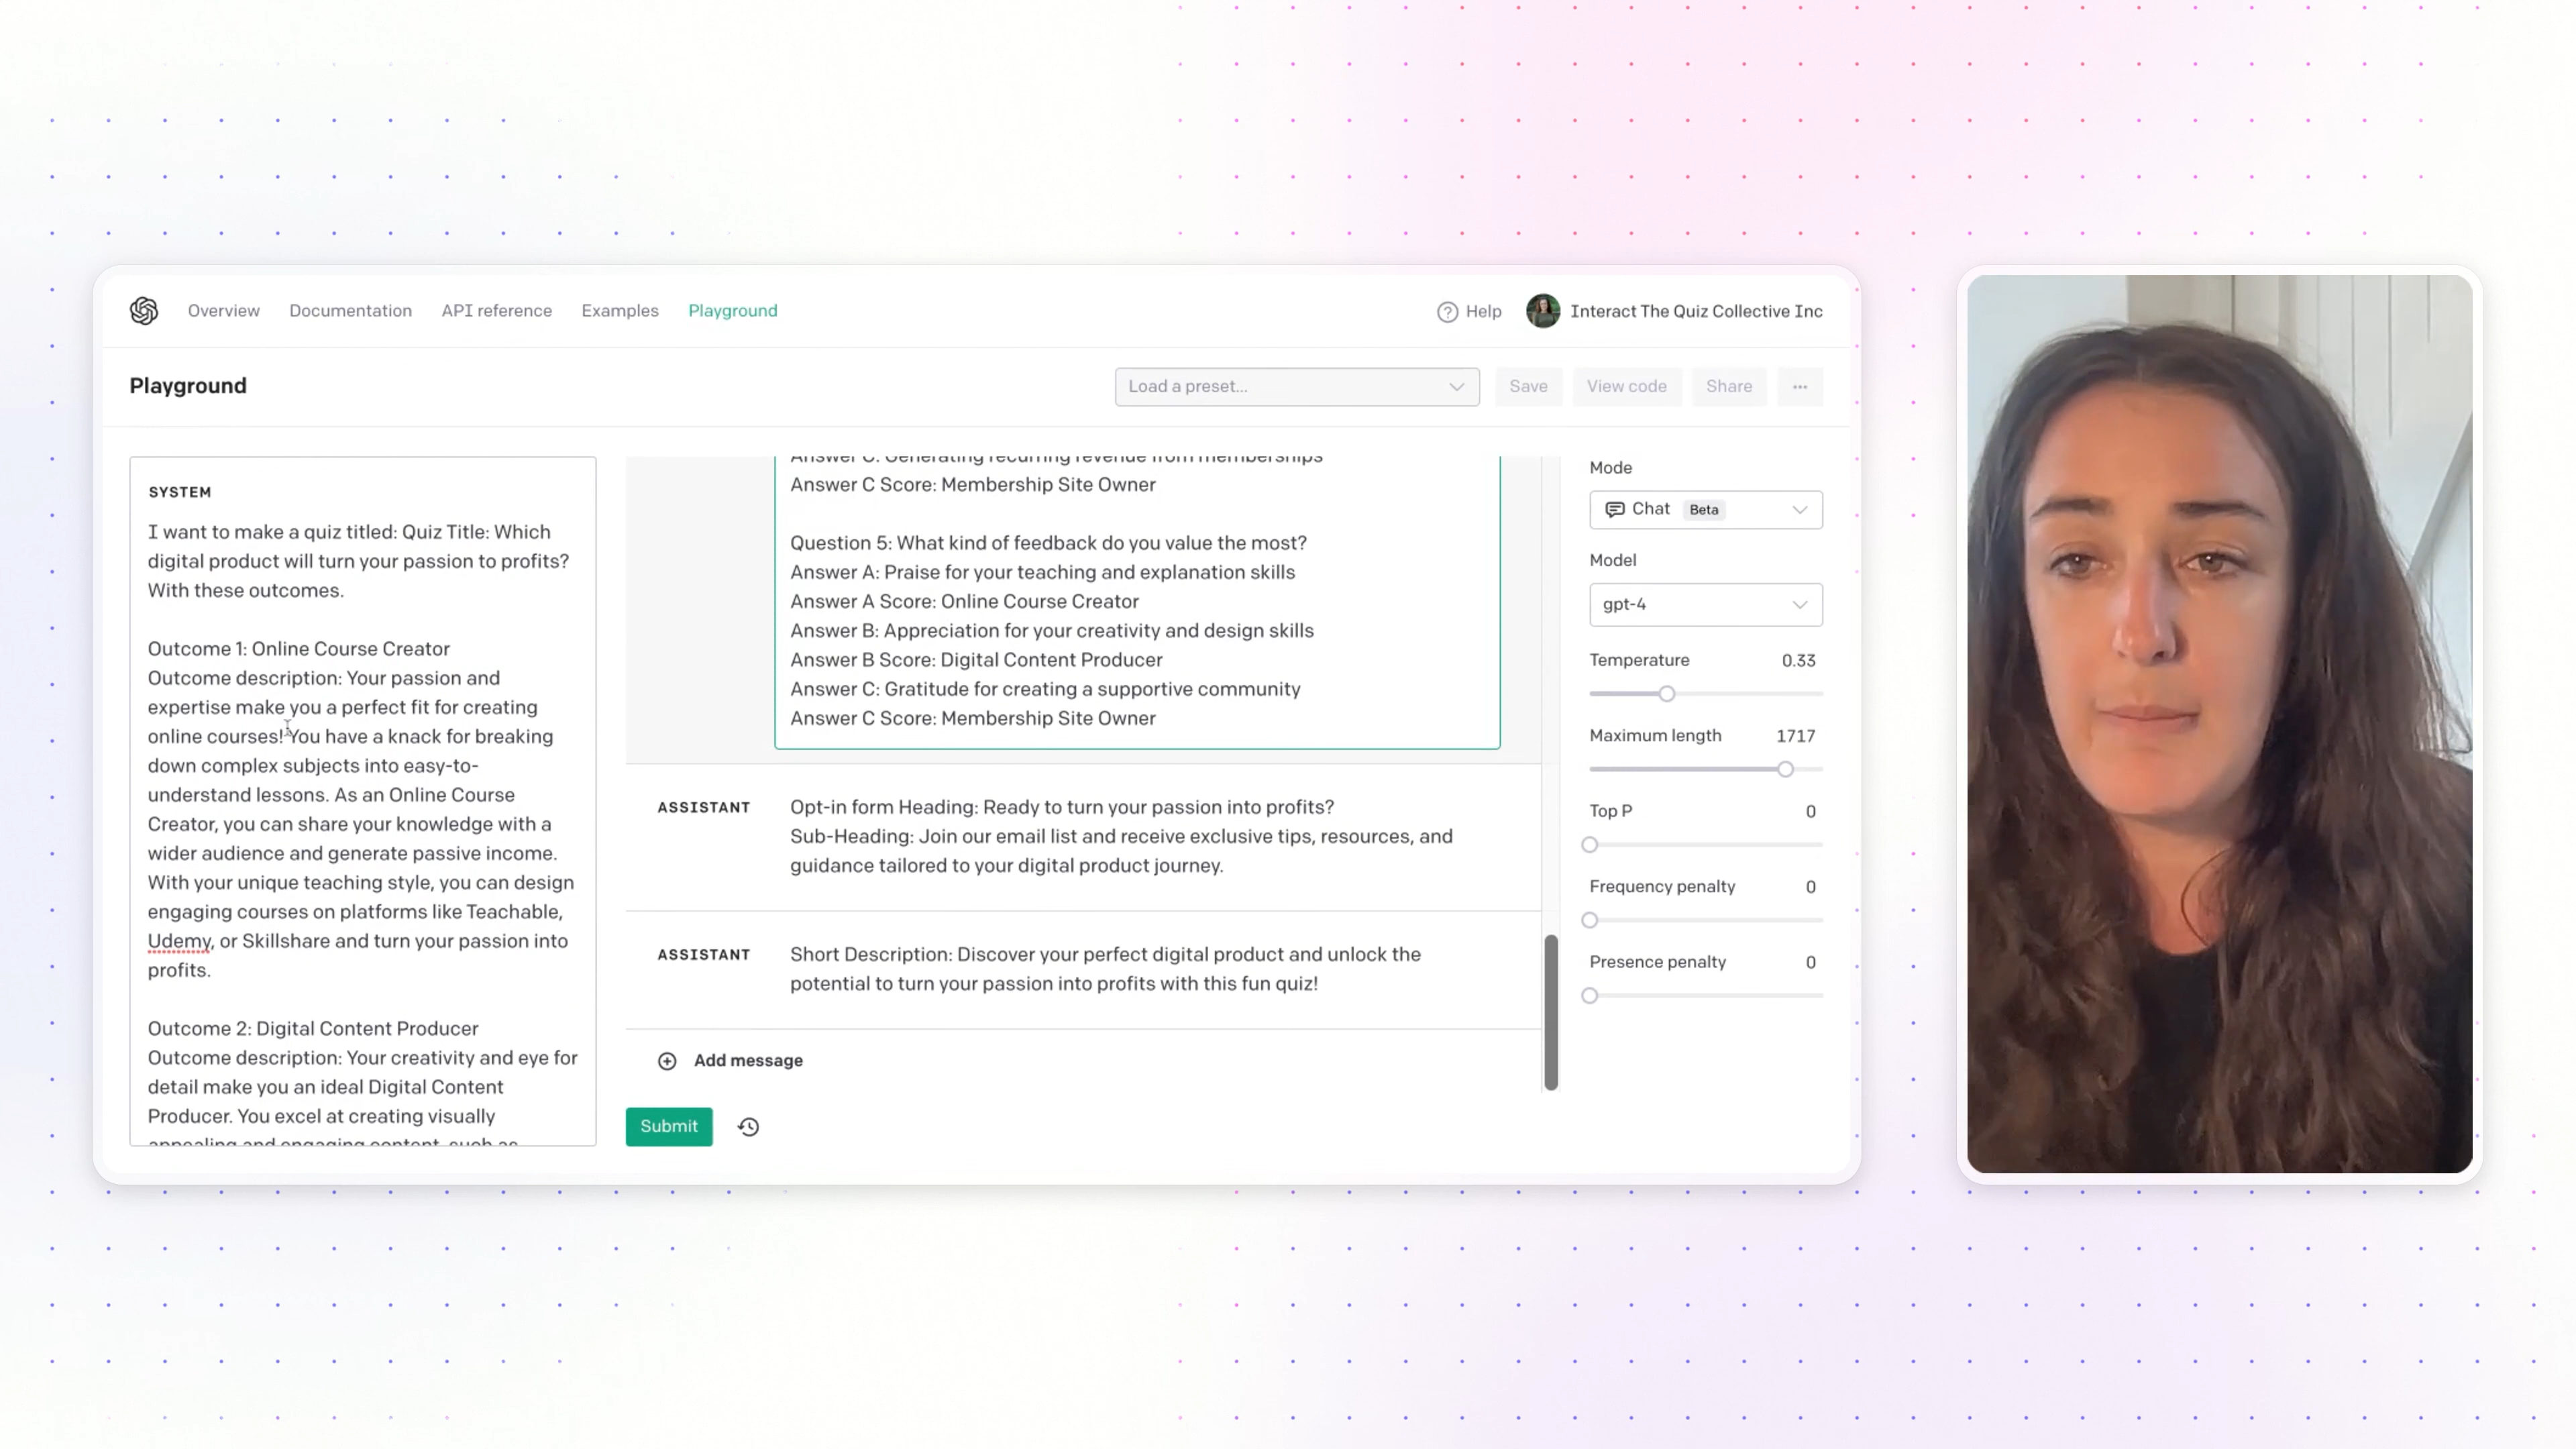 Overview
Documentation
API reference
Examples
Playground
Help
Interact The Quiz Collective Inc
Playground
Load a preset...
Save
View code
Share
SYSTEM
I want to make a quiz titled: Quiz Title: Which
digital product will turn your passion to profits?
With these outcomes.
Outcome 1: Online Course Creator
Outcome description: Your passion and
expertise make you a perfect fit for creating
online courses! You have a knack for breaking
down complex subjects into easy-to-
understand lessons. As an Online Course
Creator, you can share your knowledge with a
wider audience and generate passive income.
With your unique teaching style, you can design
engaging courses on platforms like Teachable,
Udemy, or Skillshare and turn your passion into
profits.
Outcome 2: Digital Content Producer
Outcome description: Your creativity and eye for
detail make you an ideal Digital Content
Producer. You excel at creating visually
appealing and engaging content, such as
Answer C: Generating recurring revenue from memberships
Answer C Score: Membership Site Owner
Question 5: What kind of feedback do you value the most?
Answer A: Praise for your teaching and explanation skills
Answer A Score: Online Course Creator
Answer B: Appreciation for your creativity and design skills
Answer B Score: Digital Content Producer
Answer C: Gratitude for creating a supportive community
Answer C Score: Membership Site Owner
ASSISTANT
Opt-in form Heading: Ready to turn your passion into profits?
Sub-Heading: Join our email list and receive exclusive tips, resources, and
guidance tailored to your digital product journey.
ASSISTANT
Short Description: Discover your perfect digital product and unlock the
potential to turn your passion into profits with this fun quiz!
Add message
Submit
Mode
Chat Beta
Model
gpt-4
Temperature 0.33
Maximum length 1717
Top P 0
Frequency penalty 0
Presence penalty 0